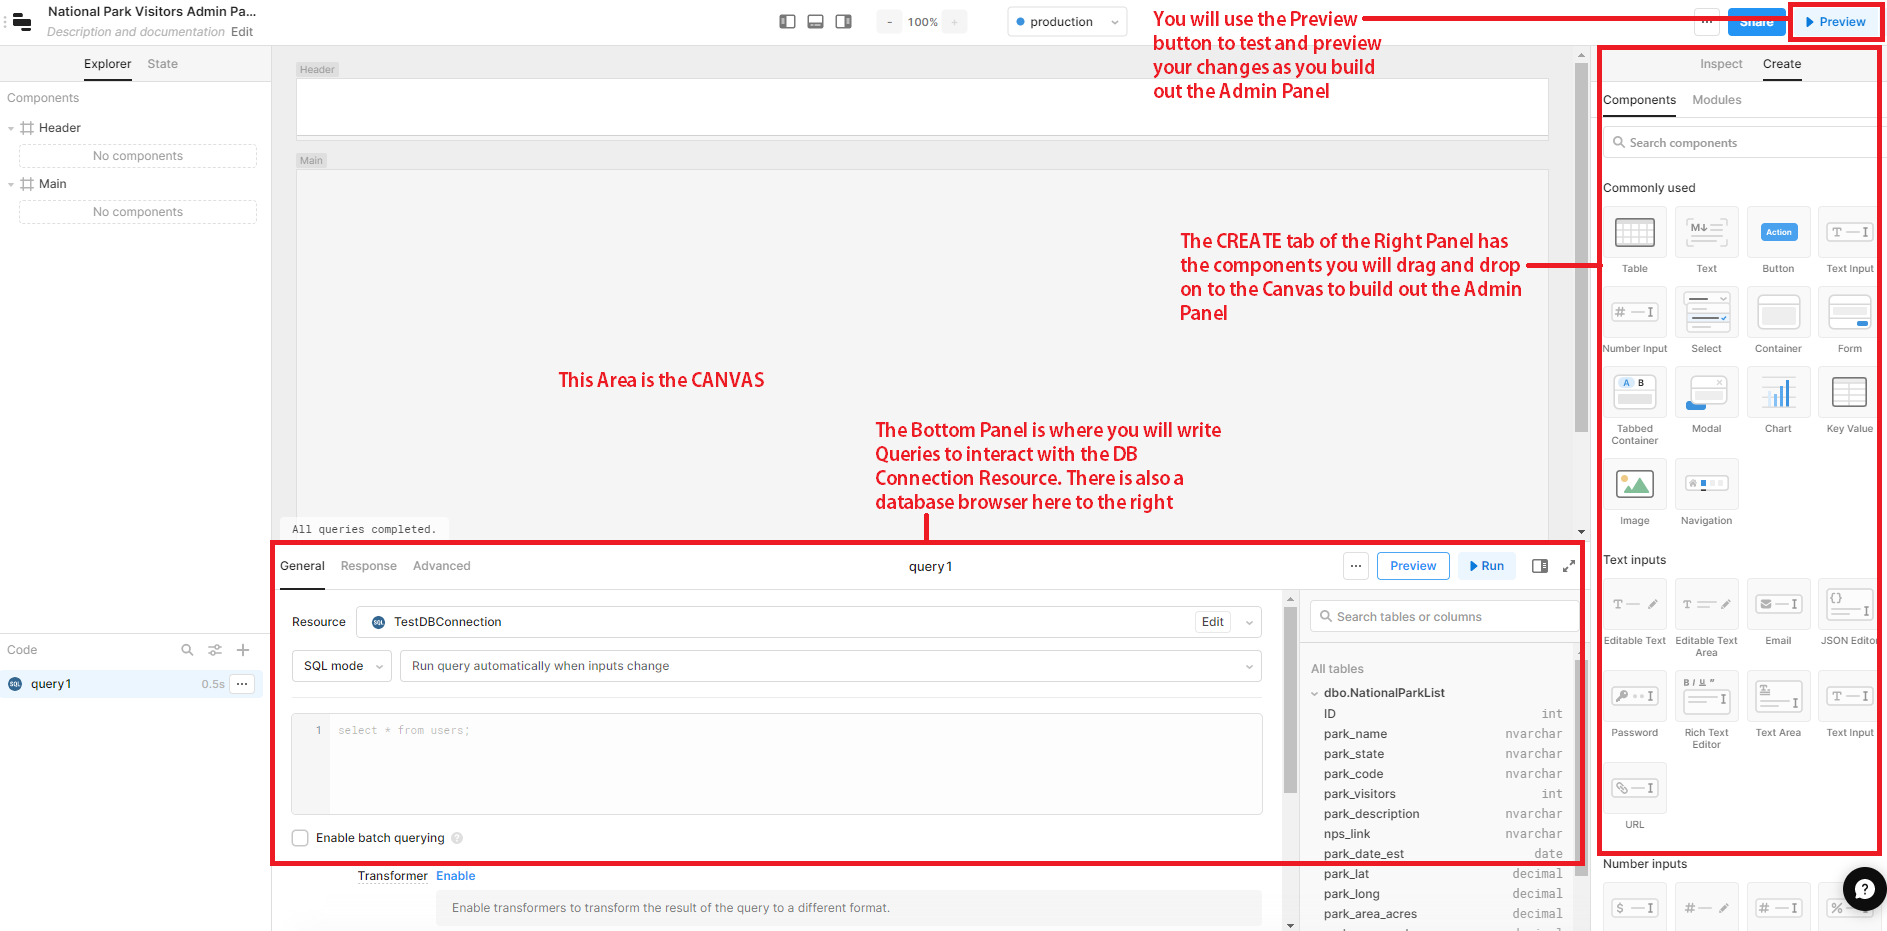 National Park Visitors Admin Pa...
Description and documentation Edit
- 100% +
production
... Share
Preview
You will use the Preview
button to test and preview
your changes as you build
out the Admin Panel
Explorer State
Components
Header
No components
Main
No components
Header
Main
This Area is the CANVAS
The CREATE tab of the Right Panel has
the components you will drag and drop
on to the Canvas to build out the Admin
Panel
The Bottom Panel is where you will write
Queries to interact with the DB
Connection Resource. There is also a
database browser here to the right
All queries completed.
Code
SQL query1 0.5s ...
General Response Advanced
query1
... Preview Run
Resource SQL TestDBConnection Edit
SQL mode Run query automatically when inputs change
1 select * from users;
Enable batch querying ?
Transformer Enable
Enable transformers to transform the result of the query to a different format.
Search tables or columns
All tables
dbo.NationalParkList
ID int
park_name nvarchar
park_state nvarchar
park_code nvarchar
park_visitors int
park_description nvarchar
nps_link nvarchar
park_date_est date
park_lat decimal
park_long decimal
park_area_acres decimal
Inspect Create
Components Modules
Search components
Commonly used
M↓ Action T I
Table Text Button Text Input
# I
Number Input Select Container Form
A B
Tabbed
Container Modal Chart Key Value
Image Navigation
Text inputs
T T I {} I
Editable Text Editable Text
Area Email JSON Editor
I B I U " I T I T I
Password Rich Text
Editor Text Area Text Input
I
URL
Number inputs
$ I # # I %
?